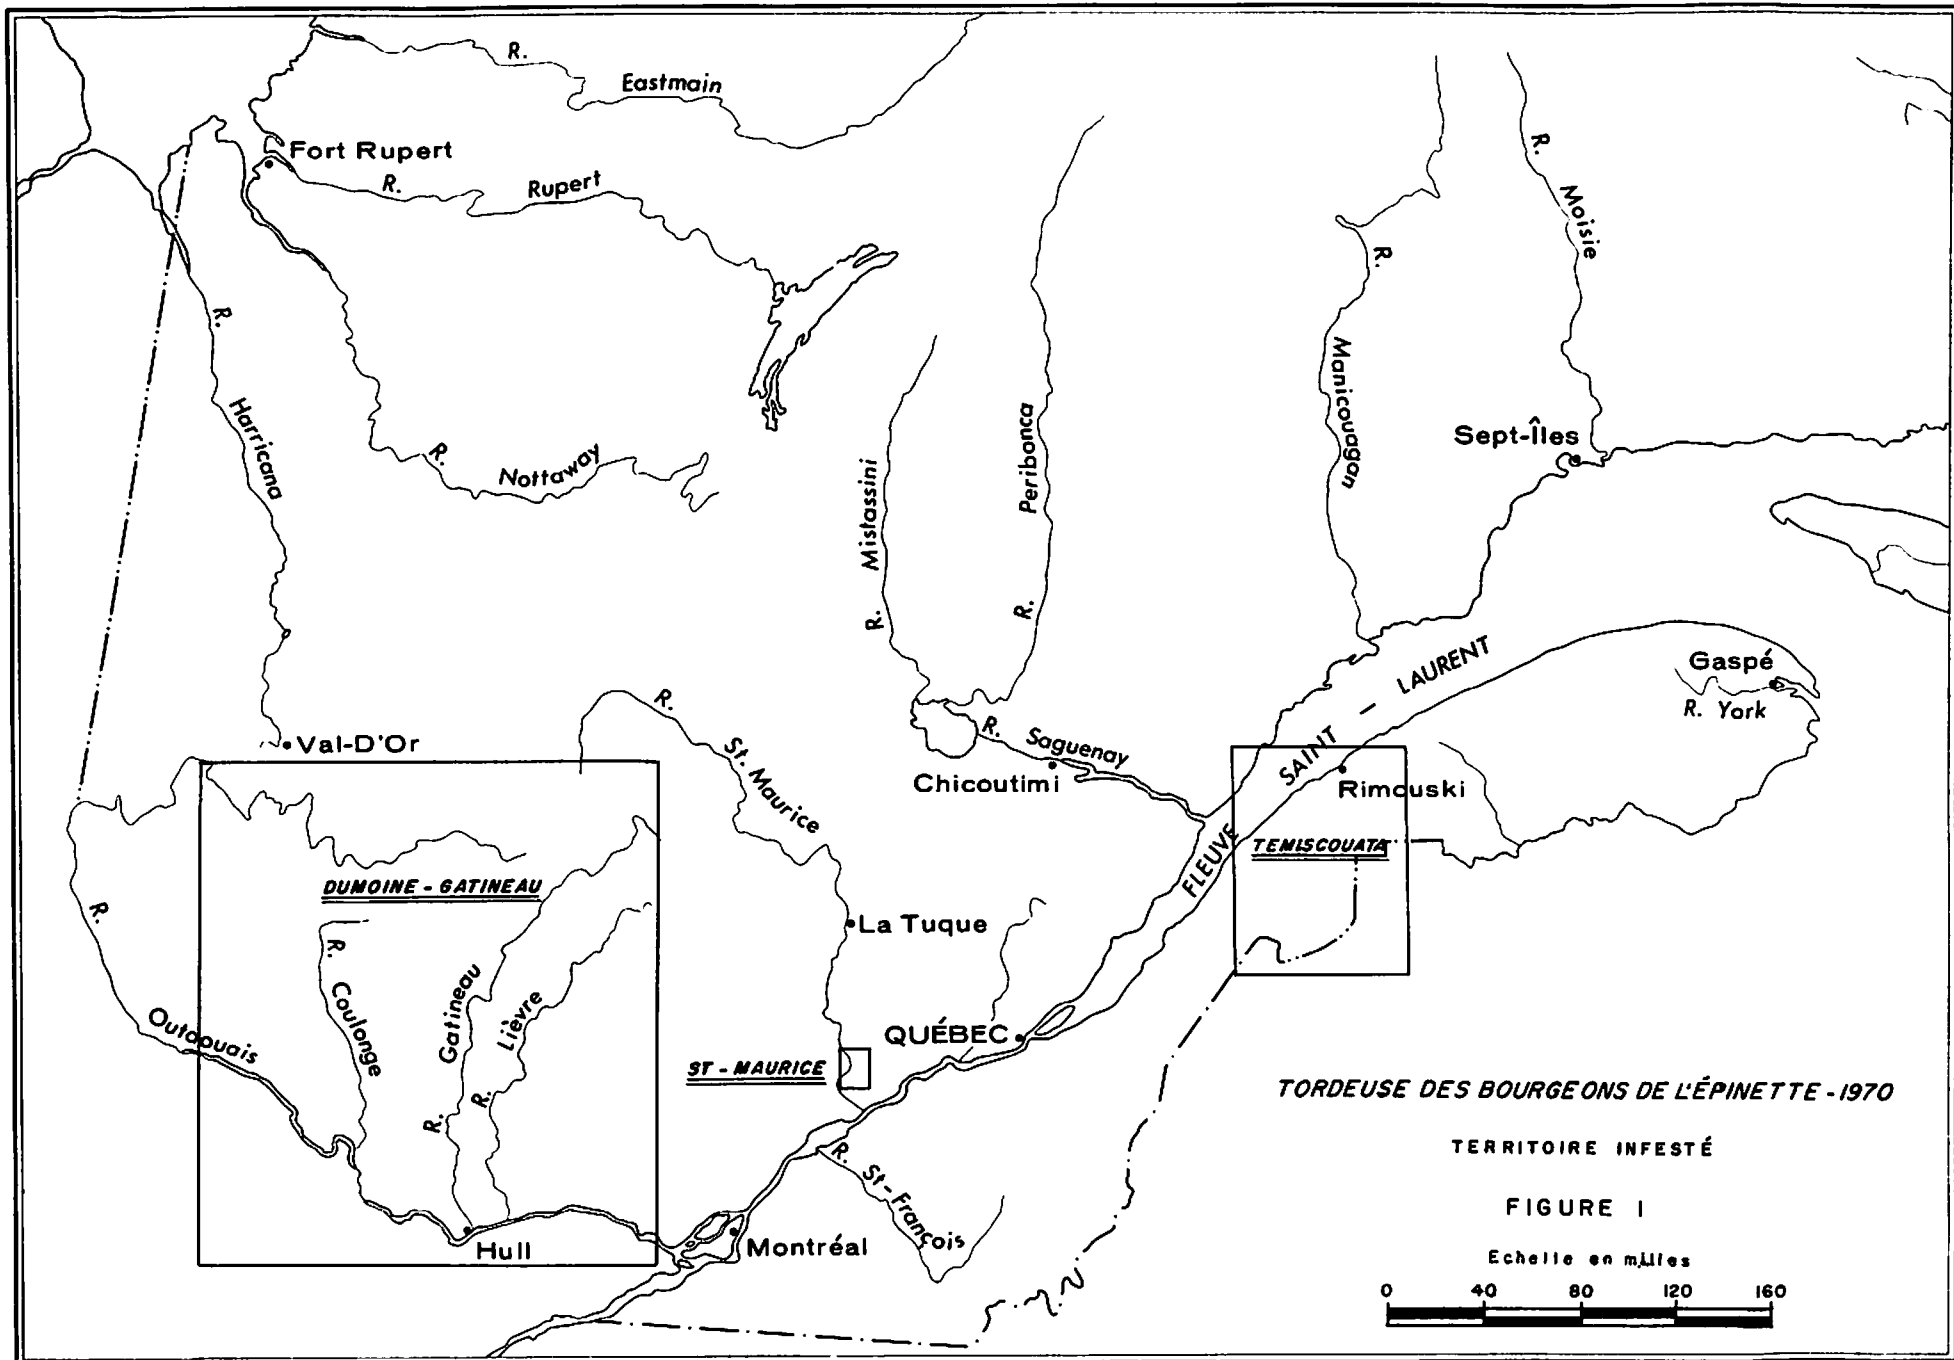 R. Eastmain
Fort Rupert
R. Rupert
R. Moisie
R. Manicouagan
R. Harricana
R. Nottaway
R. Mistassini
R. Peribonca
Sept-Îles
SAINT - LAURENT
FLEUVE
Gaspé
R. York
Val-D'Or
R. St. Maurice
R. Saguenay
Chicoutimi
Rimouski
TEMISCOUATA
DUMOINE - GATINEAU
R.
Outaouais
R. Coulonge
R. Gatineau
R. Lièvre
La Tuque
QUÉBEC
ST - MAURICE
R. St-François
Hull
Montréal
TORDEUSE DES BOURGEONS DE L'ÉPINETTE - 1970
TERRITOIRE INFESTÉ
FIGURE I
Echelle en milles
0 40 80 120 160